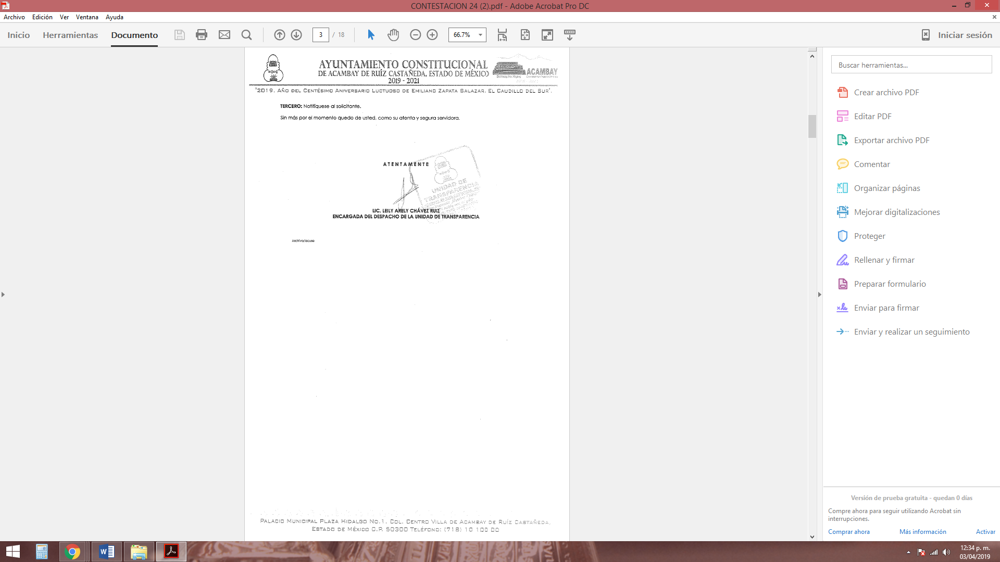 CONTESTACION 24 (2).pdf - Adobe Acrobat Pro DC
Archivo Edición Ver Ventana Ayuda
Inicio Herramientas Documento 3 / 18 66.7% Iniciar sesión
AYUNTAMIENTO CONSTITUCIONAL
DE ACAMBAY DE RUÍZ CASTAÑEDA, ESTADO DE MÉXICO
2019 - 2021
ACAMBAY
"2019. Año del Centésimo Aniversario Luctuoso de Emiliano Zapata Salazar. El Caudillo del Sur".
TERCERO: Notifíquese al solicitante.
Sin más por el momento quedo de usted, como su atenta y segura servidora.
ATENTAMENTE
UNIDAD DE
TRANSPARENCIA
LIC. LEILY ARELY CHÁVEZ RUIZ
ENCARGADA DEL DESPACHO DE LA UNIDAD DE TRANSPARENCIA
Archivo/acuse
Palacio Municipal Plaza Hidalgo No.1, Col. Centro Villa de Acambay de Ruíz Castañeda,
Estado de México C.P. 50300 Teléfono: (718) 10 100 00
Buscar herramientas...
Crear archivo PDF
Editar PDF
Exportar archivo PDF
Comentar
Organizar páginas
Mejorar digitalizaciones
Proteger
Rellenar y firmar
Preparar formulario
Enviar para firmar
Enviar y realizar un seguimiento
Versión de prueba gratuita - quedan 0 días
Compre ahora para seguir utilizando Acrobat sin
interrupciones.
Comprar ahora Más información Activar
12:34 p. m.
03/04/2019